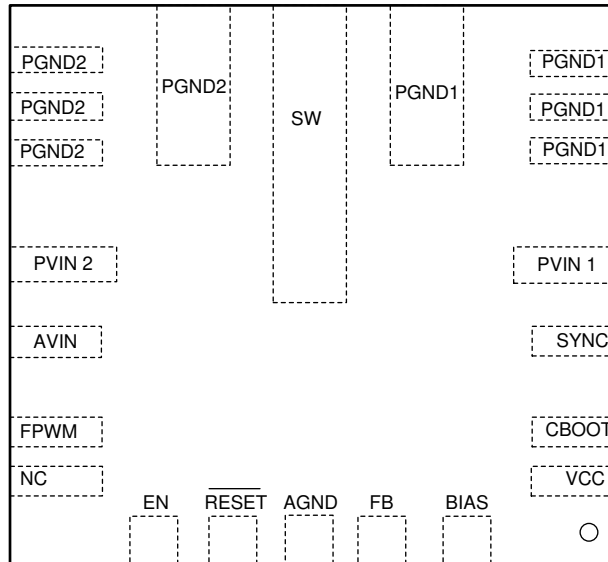 PGND2
PGND2
SW
PGND1
PGND1
PGND2
PGND1
PGND2
PGND1
PVIN 2
PVIN 1
AVIN
SYNC
FPWM
CBOOT
NC
VCC
EN
RESET
AGND
FB
BIAS